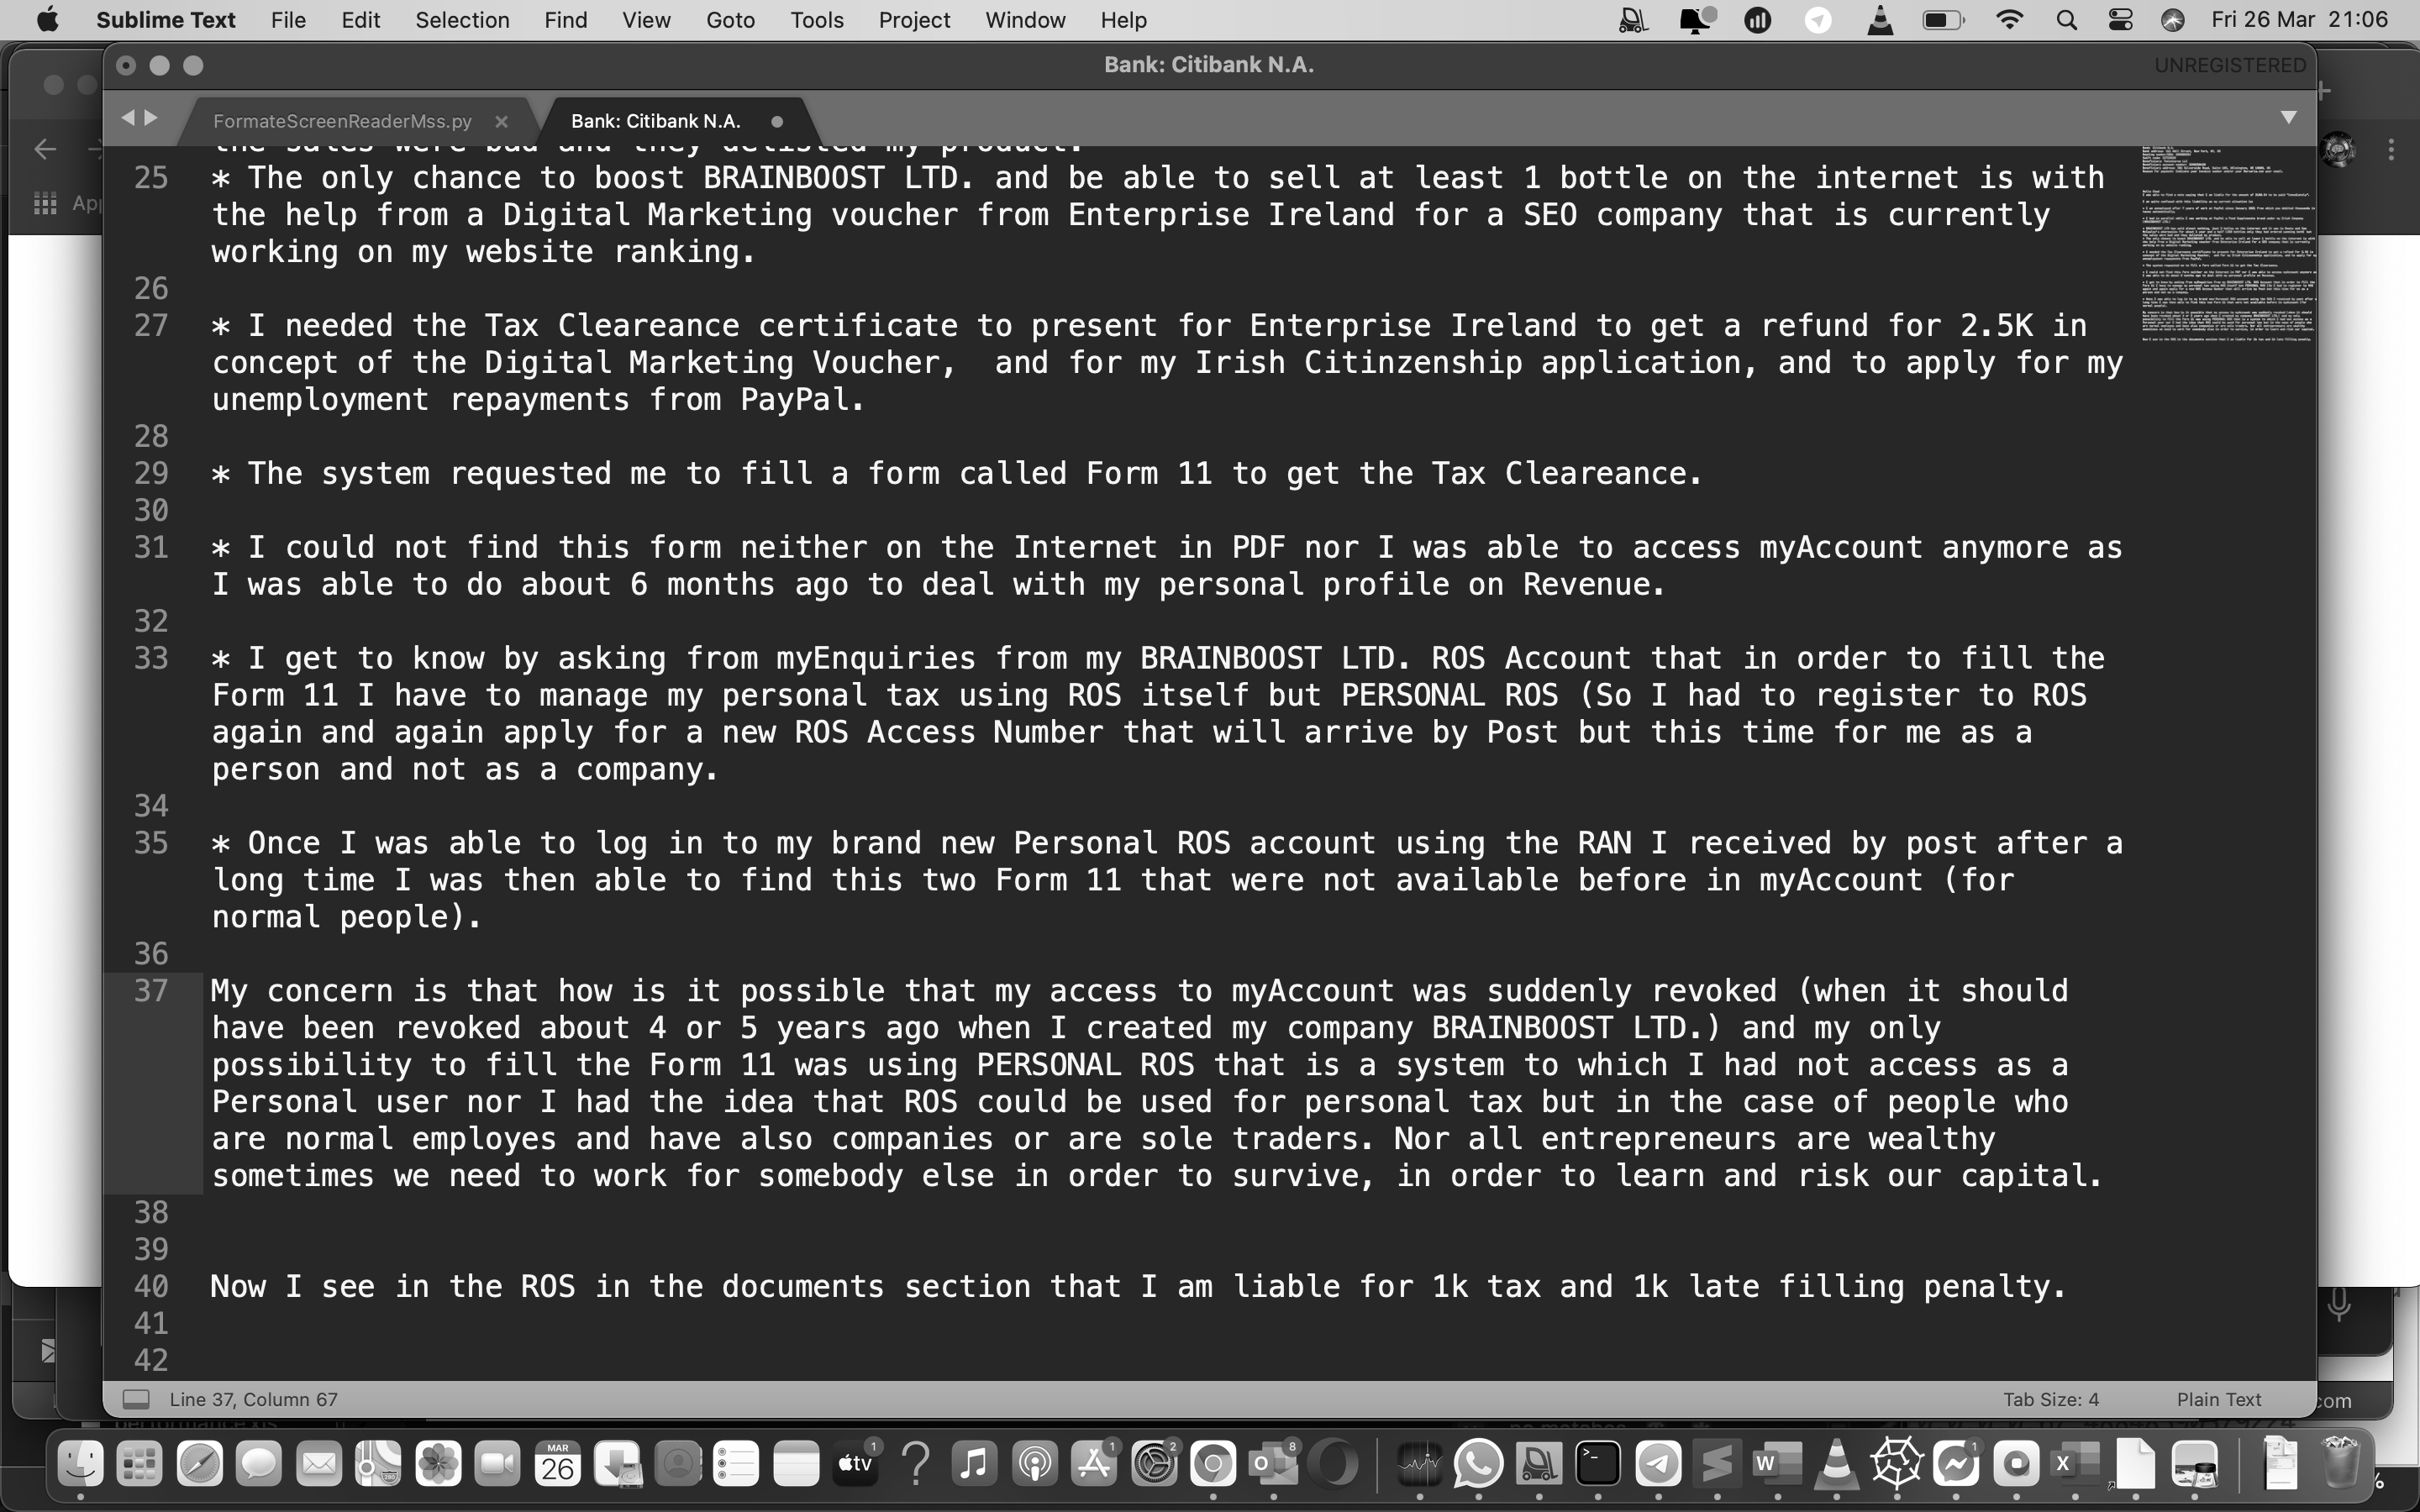 Sublime Text File Edit Selection Find View Goto Tools Project Window Help Fri 26 Mar 21:06
Bank: Citibank N.A. UNREGISTERED
FormateScreenReaderMss.py Bank: Citibank N.A.
the sales were bad and they delisted my product.
25 * The only chance to boost BRAINBOOST LTD. and be able to sell at least 1 bottle on the internet is with
the help from a Digital Marketing voucher from Enterprise Ireland for a SEO company that is currently
working on my website ranking.
26
27 * I needed the Tax Cleareance certificate to present for Enterprise Ireland to get a refund for 2.5K in
concept of the Digital Marketing Voucher,  and for my Irish Citinzenship application, and to apply for my
unemployment repayments from PayPal.
28
29 * The system requested me to fill a form called Form 11 to get the Tax Cleareance.
30
31 * I could not find this form neither on the Internet in PDF nor I was able to access myAccount anymore as
I was able to do about 6 months ago to deal with my personal profile on Revenue.
32
33 * I get to know by asking from myEnquiries from my BRAINBOOST LTD. ROS Account that in order to fill the
Form 11 I have to manage my personal tax using ROS itself but PERSONAL ROS (So I had to register to ROS
again and again apply for a new ROS Access Number that will arrive by Post but this time for me as a
person and not as a company.
34
35 * Once I was able to log in to my brand new Personal ROS account using the RAN I received by post after a
long time I was then able to find this two Form 11 that were not available before in myAccount (for
normal people).
36
37 My concern is that how is it possible that my access to myAccount was suddenly revoked (when it should
have been revoked about 4 or 5 years ago when I created my company BRAINBOOST LTD.) and my only
possibility to fill the Form 11 was using PERSONAL ROS that is a system to which I had not access as a
Personal user nor I had the idea that ROS could be used for personal tax but in the case of people who
are normal employes and have also companies or are sole traders. Nor all entrepreneurs are wealthy
sometimes we need to work for somebody else in order to survive, in order to learn and risk our capital.
38
39
40 Now I see in the ROS in the documents section that I am liable for 1k tax and 1k late filling penalty.
41
42
Line 37, Column 67 Tab Size: 4 Plain Text
com
MAR
26
tv
1
1
2
8
1